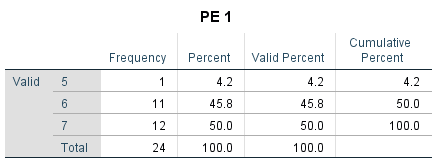 PE 1
Frequency Percent Valid Percent Cumulative Percent
Valid 5 1 4.2 4.2 4.2
6 11 45.8 45.8 50.0
7 12 50.0 50.0 100.0
Total 24 100.0 100.0